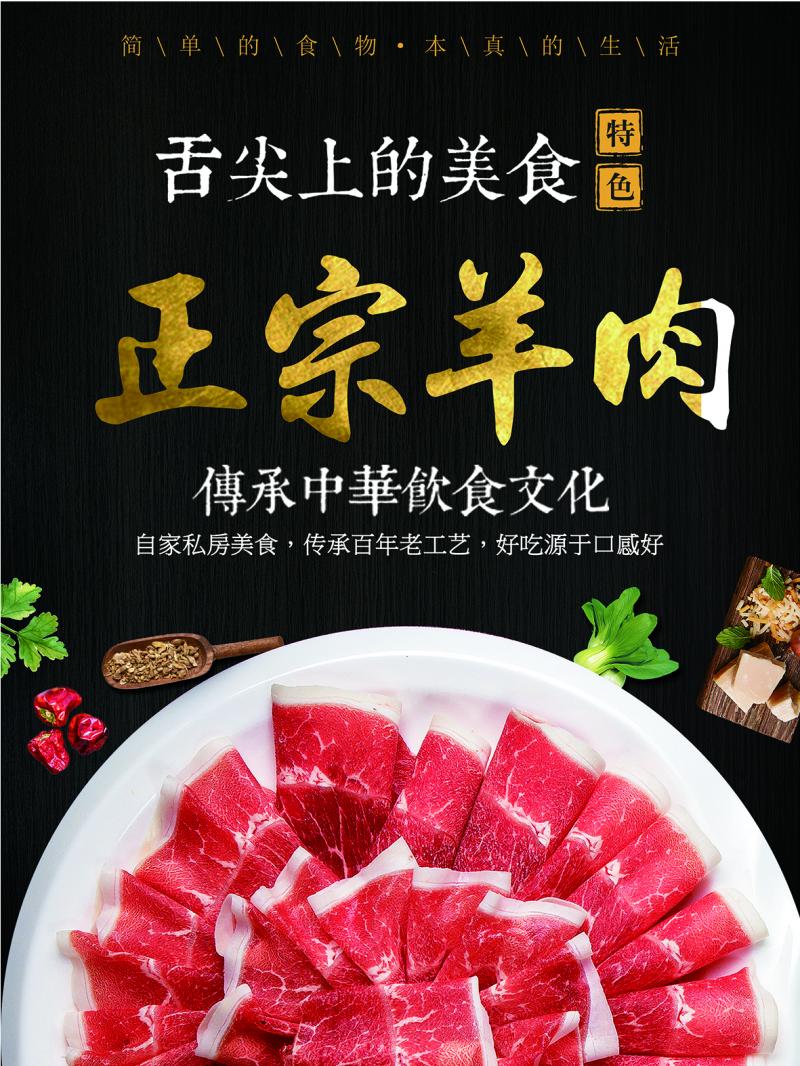 简\单\的\食\物·本\真\的\生\活
舌尖上的美食
特色
正宗羊肉
傳承中華飲食文化
自家私房美食，传承百年老工艺，好吃源于口感好